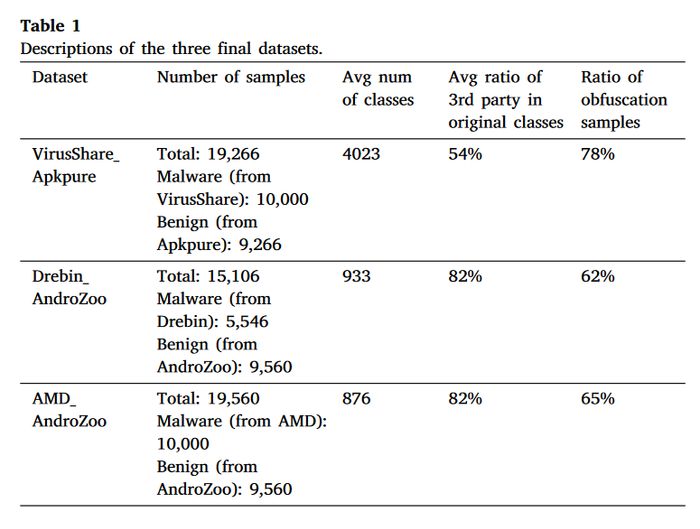 Table 1
Descriptions of the three final datasets.
Dataset Number of samples Avg num of classes Avg ratio of 3rd party in original classes Ratio of obfuscation samples
VirusShare_ Total: 19,266 4023 54% 78%
Apkpure Malware (from
VirusShare): 10,000
Benign (from
Apkpure): 9,266
Drebin_ Total: 15,106 933 82% 62%
AndroZoo Malware (from
Drebin): 5,546
Benign (from
AndroZoo): 9,560
AMD_ Total: 19,560 876 82% 65%
AndroZoo Malware (from AMD):
10,000
Benign (from
AndroZoo): 9,560